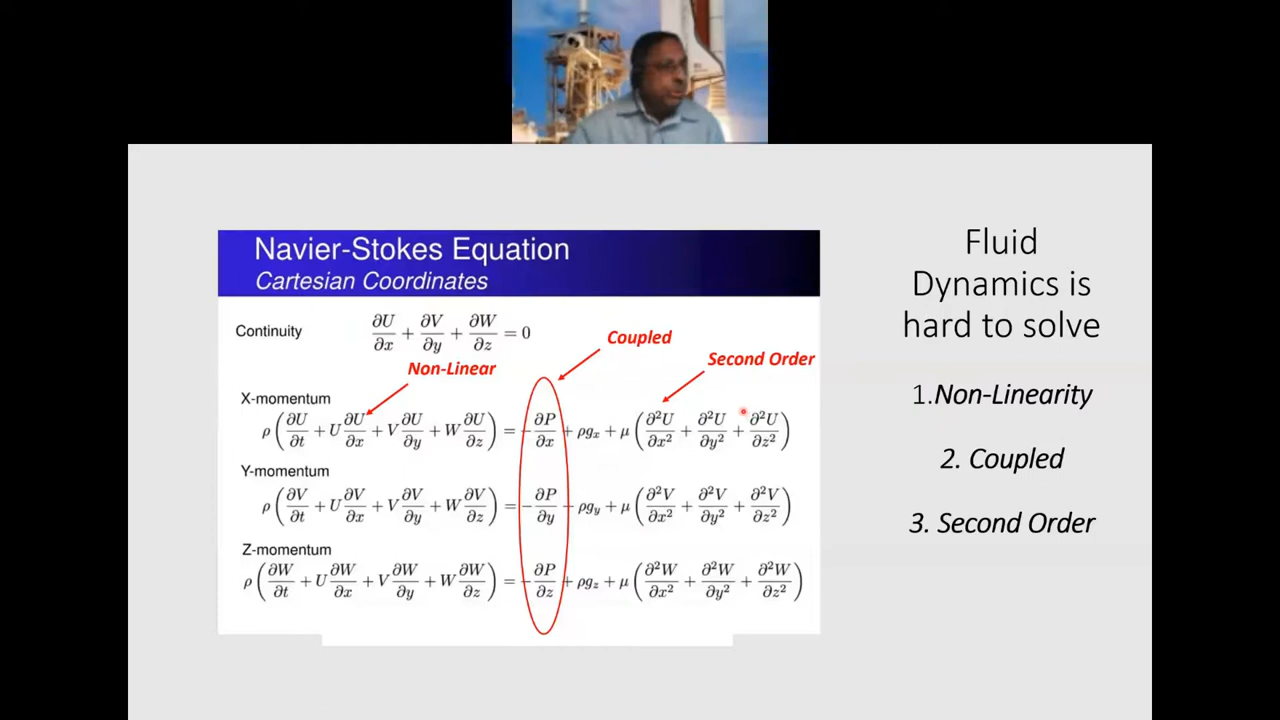 Navier-Stokes Equation
Cartesian Coordinates
Continuity ∂U/∂x + ∂V/∂y + ∂W/∂z = 0
Coupled
Non-Linear
Second Order
X-momentum
ρ(∂U/∂t + U ∂U/∂x + V ∂U/∂y + W ∂U/∂z) = -∂P/∂x + ρgₓ + μ(∂²U/∂x² + ∂²U/∂y² + ∂²U/∂z²)
Y-momentum
ρ(∂V/∂t + U ∂V/∂x + V ∂V/∂y + W ∂V/∂z) = -∂P/∂y + ρg_y + μ(∂²V/∂x² + ∂²V/∂y² + ∂²V/∂z²)
Z-momentum
ρ(∂W/∂t + U ∂W/∂x + V ∂W/∂y + W ∂W/∂z) = -∂P/∂z + ρg_z + μ(∂²W/∂x² + ∂²W/∂y² + ∂²W/∂z²)
Fluid
Dynamics is
hard to solve
1.Non-Linearity
2. Coupled
3. Second Order